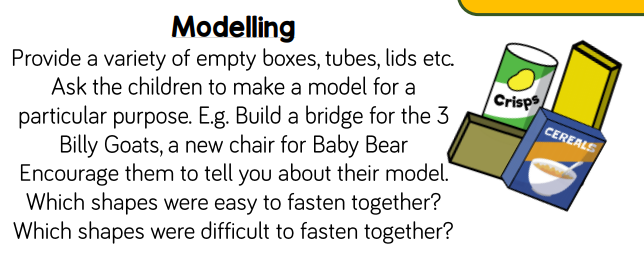 Modelling
Provide a variety of empty boxes, tubes, lids etc.
Ask the children to make a model for a
particular purpose. E.g. Build a bridge for the 3
Billy Goats, a new chair for Baby Bear
Encourage them to tell you about their model.
Which shapes were easy to fasten together?
Which shapes were difficult to fasten together?
Crisps
CEREALS